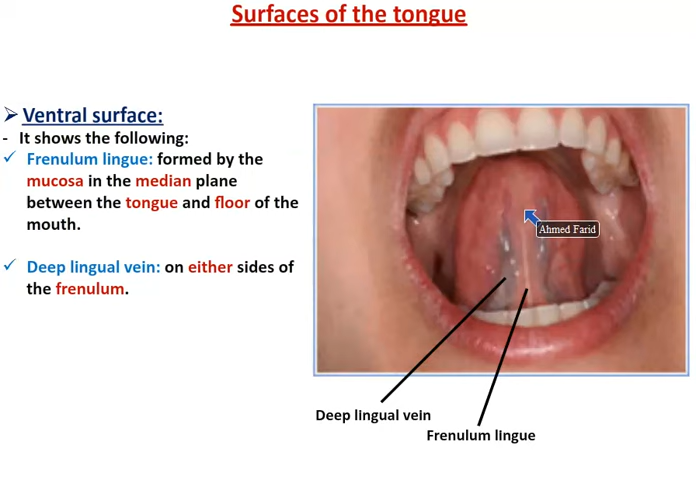 Surfaces of the tongue
➢ Ventral surface:
- It shows the following:
✓ Frenulum lingue: formed by the
mucosa in the median plane
between the tongue and floor of the
mouth.
✓ Deep lingual vein: on either sides of
the frenulum.
Ahmed Farid
Deep lingual vein
Frenulum lingue